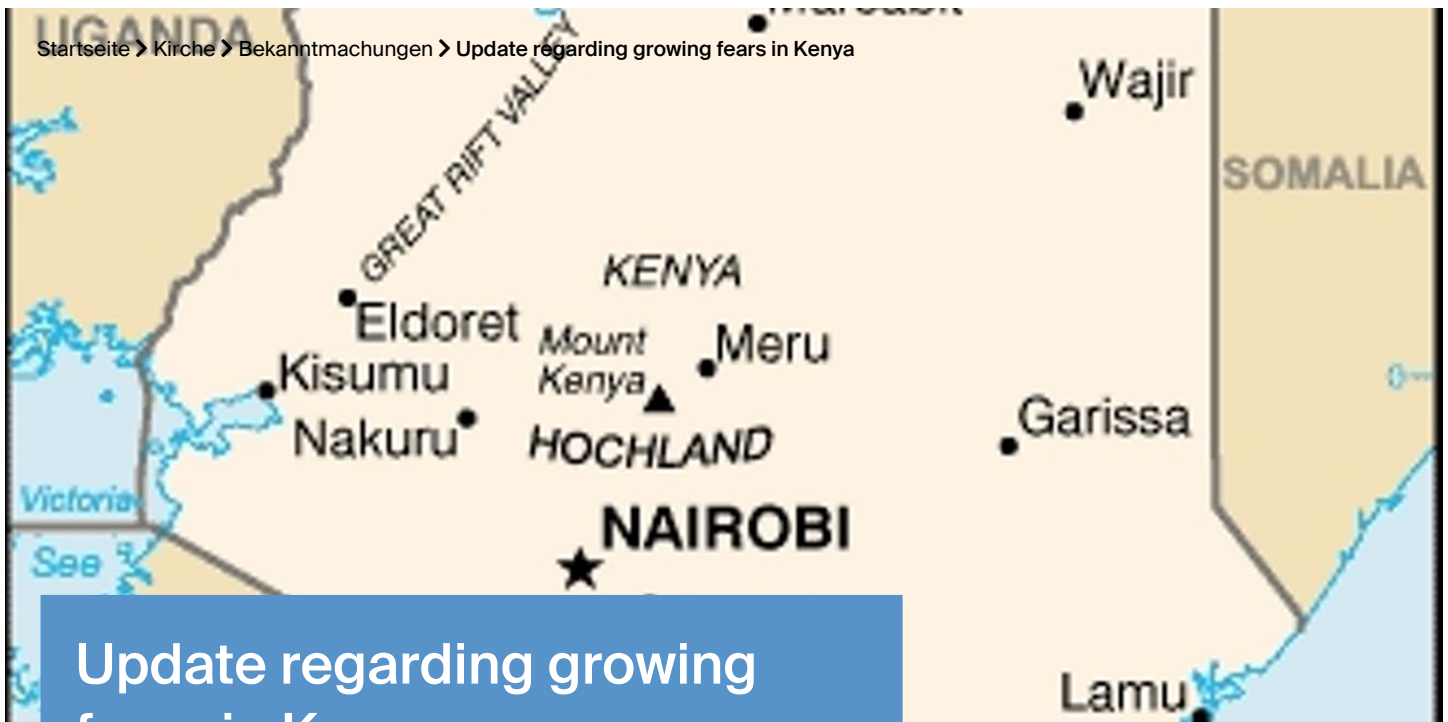 UGANDA
Startseite > Kirche > Bekanntmachungen > Update regarding growing fears in Kenya
Wajir
GREAT RIFT VALLEY
SOMALIA
KENYA
Eldoret
Mount
Kenya
Meru
Kisumu
Nakuru
HOCHLAND
Garissa
Victoria
See
NAIROBI
Update regarding growing
Lamu